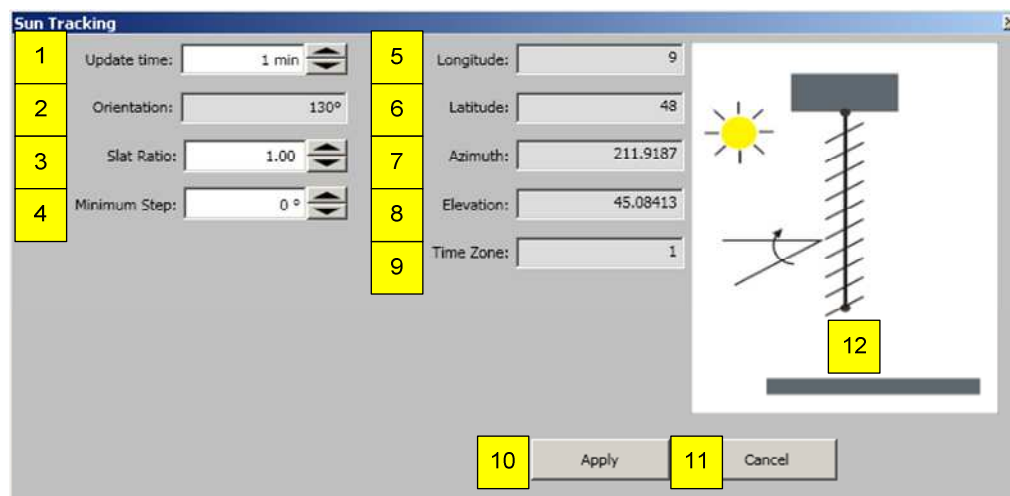 Sun Tracking
1 Update time: 1 min
2 Orientation: 130°
3 Slat Ratio: 1.00
4 Minimum Step: 0 °
5 Longitude: 9
6 Latitude: 48
7 Azimuth: 211.9187
8 Elevation: 45.08413
9 Time Zone: 1
12
10 Apply
11 Cancel